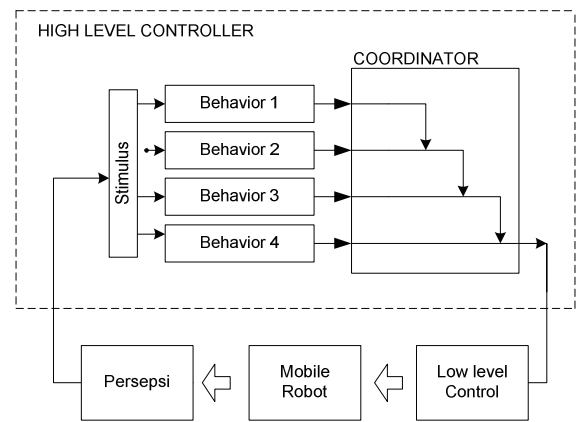 HIGH LEVEL CONTROLLER
COORDINATOR
Stimulus
Behavior 1
Behavior 2
Behavior 3
Behavior 4
Persepsi
Mobile
Robot
Low level
Control